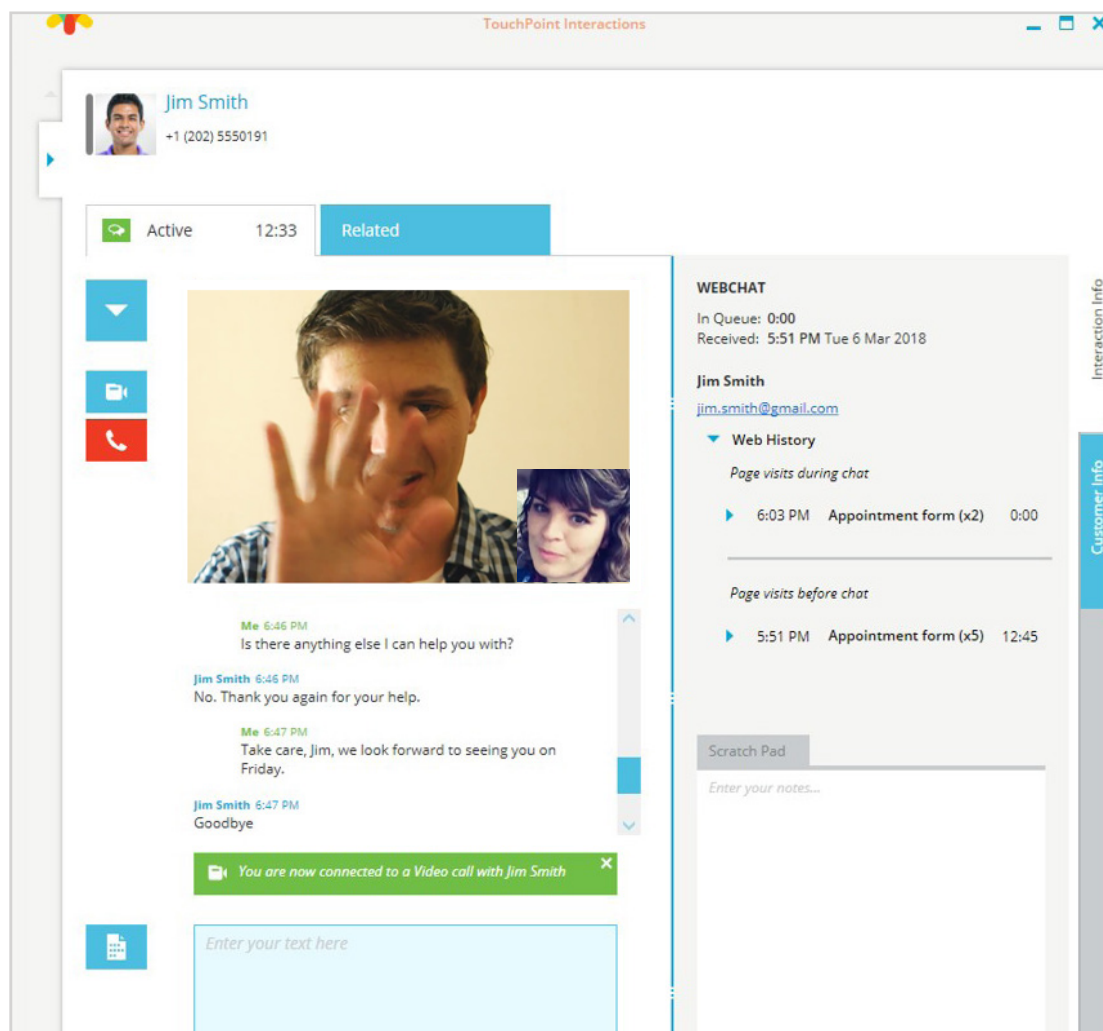 TouchPoint Interactions
Jim Smith
+1 (202) 5550191
Active 12:33 Related
WEBCHAT
In Queue: 0:00
Received: 5:51 PM Tue 6 Mar 2018
Jim Smith
jim.smith@gmail.com
Web History
Page visits during chat
6:03 PM Appointment form (x2) 0:00
Page visits before chat
5:51 PM Appointment form (x5) 12:45
Interaction Info
Customer Info
Me 6:46 PM
Is there anything else I can help you with?
Jim Smith 6:46 PM
No. Thank you again for your help.
Me 6:47 PM
Take care, Jim, we look forward to seeing you on
Friday.
Jim Smith 6:47 PM
Goodbye
You are now connected to a Video call with Jim Smith
Enter your text here
Scratch Pad
Enter your notes...